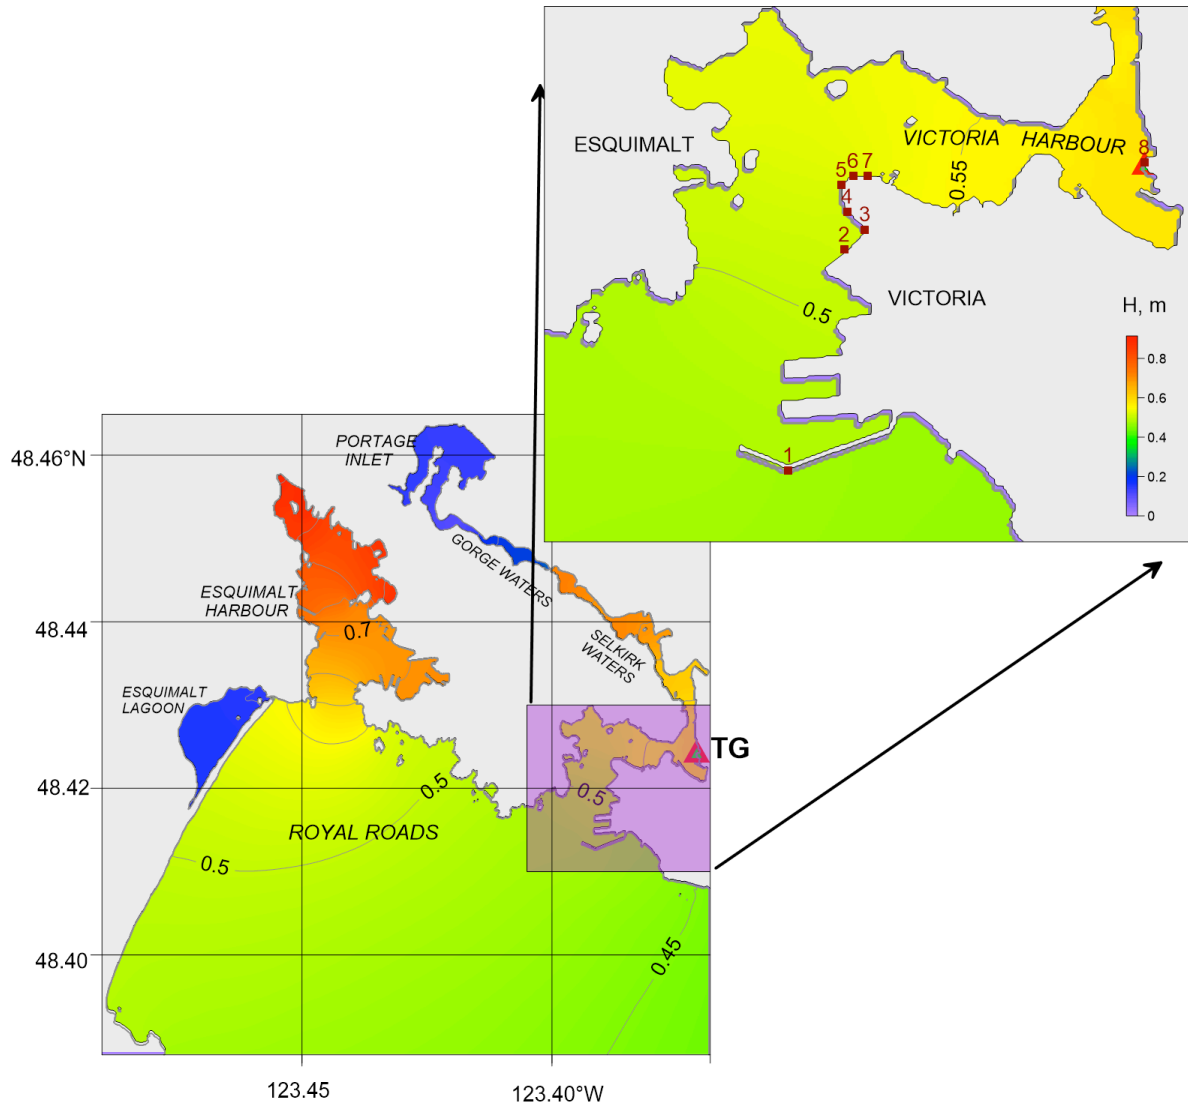 ESQUIMALT
VICTORIA
HARBOUR
0.55
8
5
6
7
4
3
2
VICTORIA
0.5
H, m
0.8
0.6
0.4
0.2
0
1
48.46°N
PORTAGE
INLET
GORGE WATERS
ESQUIMALT
HARBOUR
48.44
0.7
SELKIRK
WATERS
ESQUIMALT
LAGOON
TG
48.42
0.5
0.5
ROYAL ROADS
0.5
48.40
0.45
123.45
123.40°W